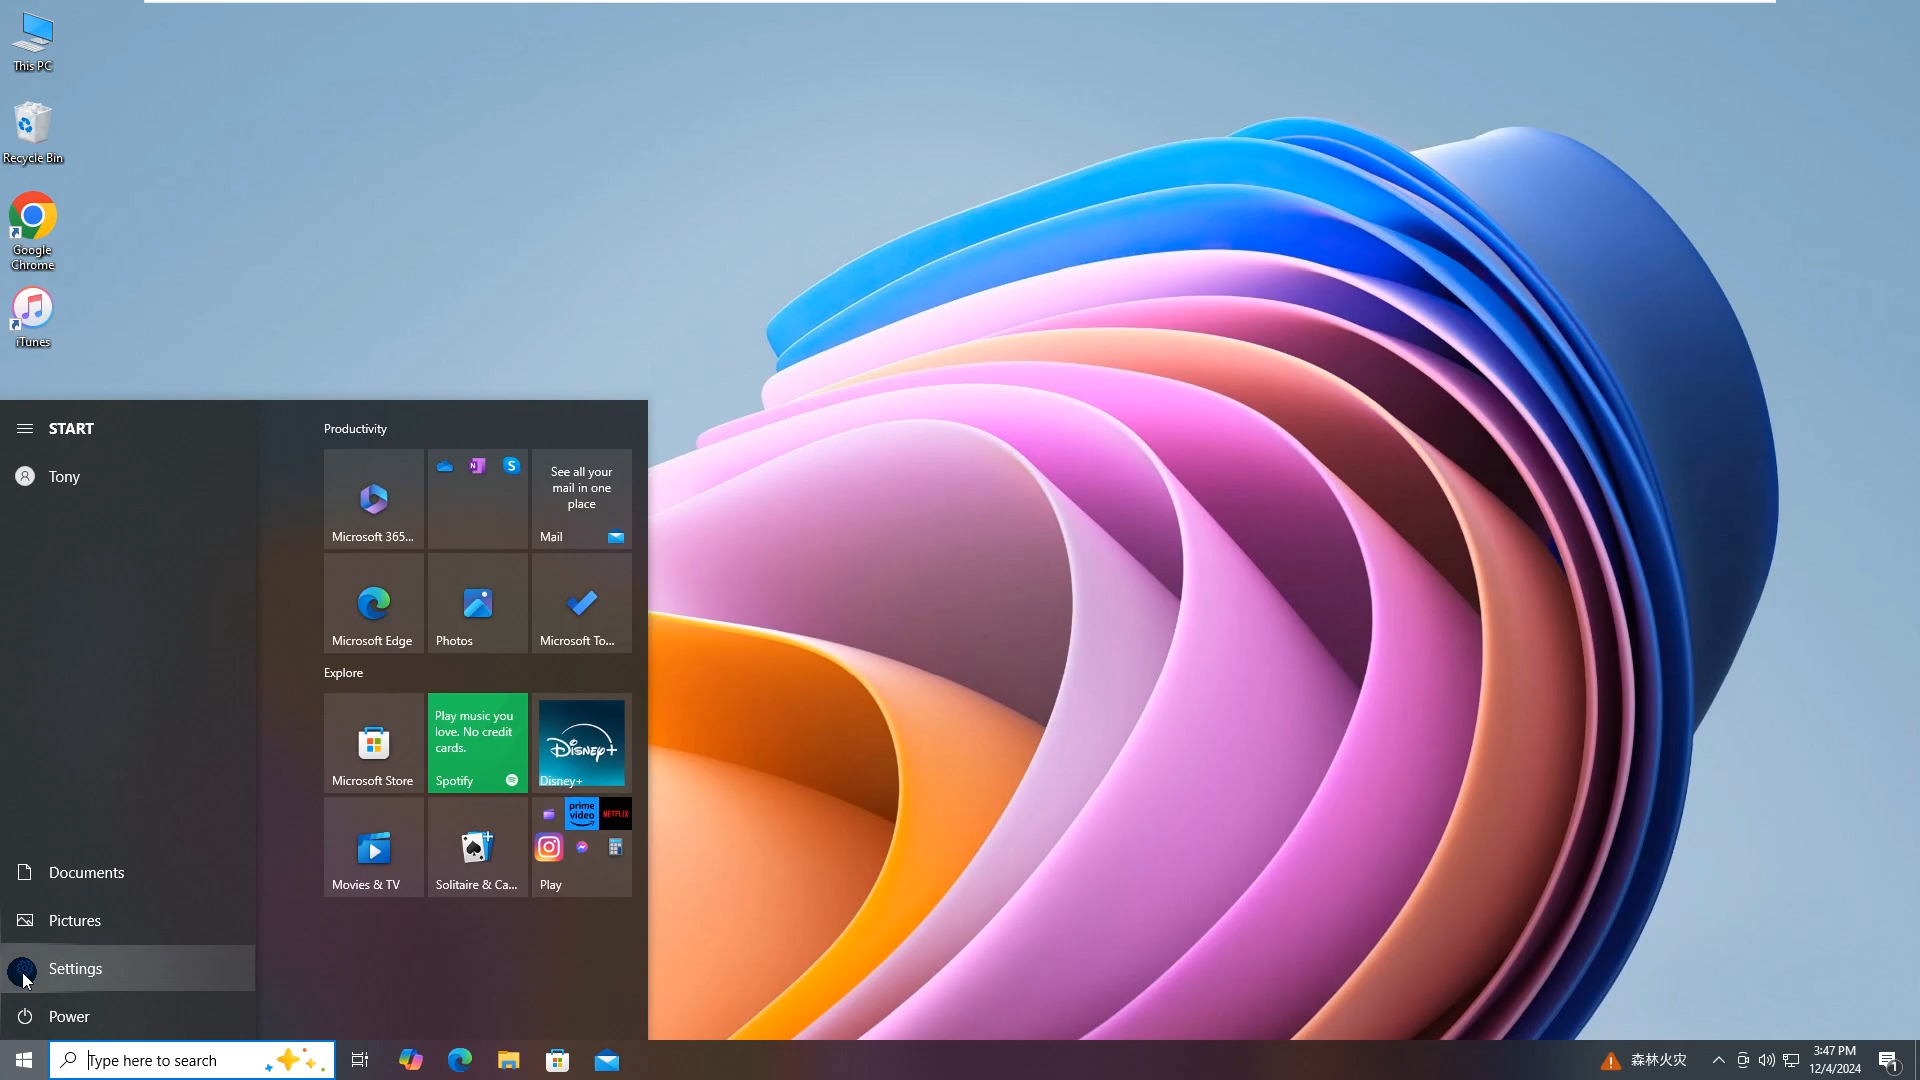 This PC
Recycle Bin
Google
Chrome
iTunes
START
Tony
Documents
Pictures
Settings
Power
Productivity
Microsoft 365...
See all your
mail in one
place
Mail
Microsoft Edge
Photos
Microsoft To...
Explore
Microsoft Store
Play music you
love. No credit
cards.
Spotify
Disney+
Disney+
Movies & TV
Solitaire & Ca...
prime
video
NETFLIX
Play
Type here to search
森林火灾
3:47 PM
12/4/2024
1